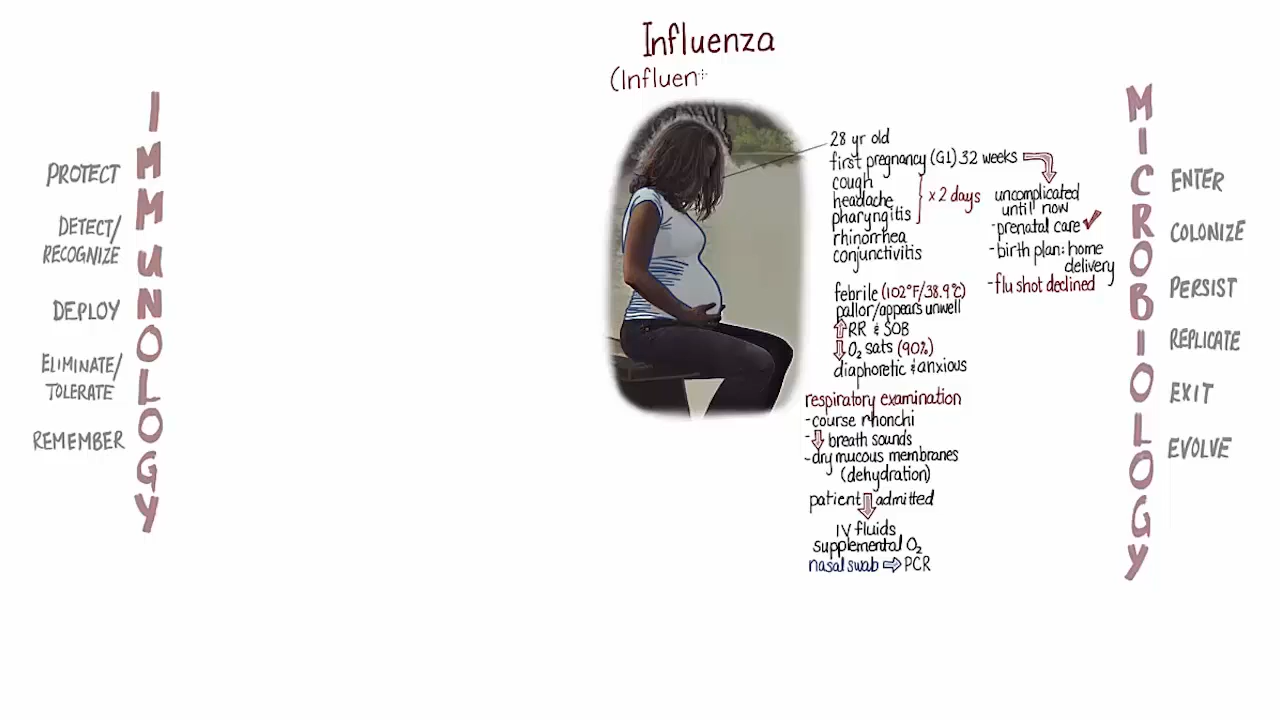 Influenza
(Influen
IMMUNOLOGY
PROTECT
DETECT/
RECOGNIZE
DEPLOY
ELIMINATE/
TOLERATE
REMEMBER
28 yr old
first pregnancy (G1) 32 weeks
cough
headache
pharyngitis
x 2 days
rhinorrhea
conjunctivitis
uncomplicated
until now
-prenatal care ✓
-birth plan: home
delivery
-flu shot declined
febrile (102°F/38.9°C)
pallor/appears unwell
⇧RR & SOB
⇩O₂ sats (90%)
diaphoretic & anxious
respiratory examination
-course rhonchi
-⇩ breath sounds
-dry mucous membranes
(dehydration)
patient ⇩ admitted
IV fluids
supplemental O₂
nasal swab ⇨ PCR
MICROBIOLOGY
ENTER
COLONIZE
PERSIST
REPLICATE
EXIT
EVOLVE